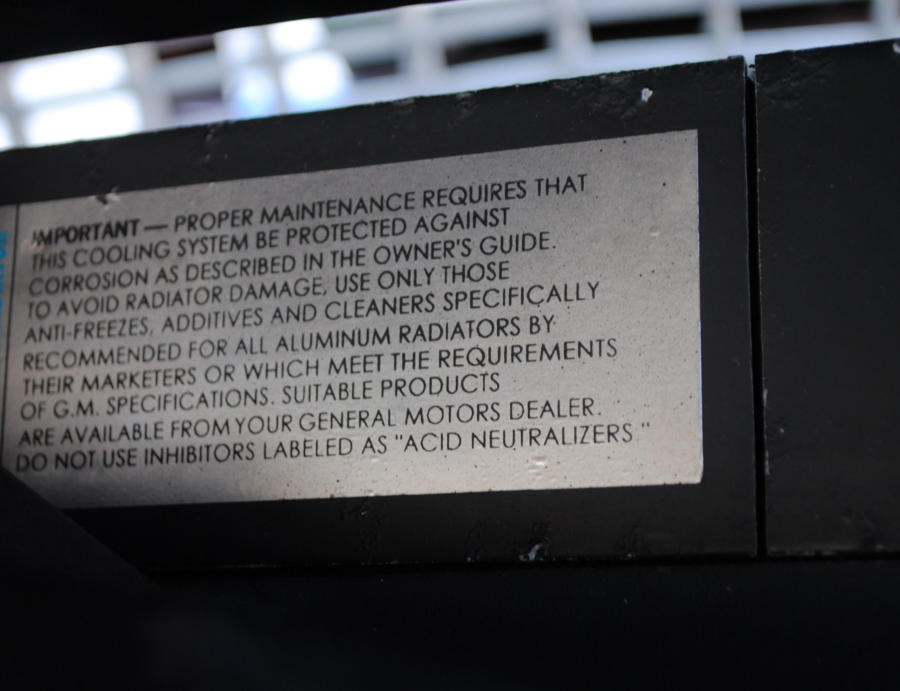 IMPORTANT — PROPER MAINTENANCE REQUIRES THAT
THIS COOLING SYSTEM BE PROTECTED AGAINST
CORROSION AS DESCRIBED IN THE OWNER'S GUIDE.
TO AVOID RADIATOR DAMAGE, USE ONLY THOSE
ANTI-FREEZES, ADDITIVES AND CLEANERS SPECIFICALLY
RECOMMENDED FOR ALL ALUMINUM RADIATORS BY
THEIR MARKETERS OR WHICH MEET THE REQUIREMENTS
OF G.M. SPECIFICATIONS. SUITABLE PRODUCTS
ARE AVAILABLE FROM YOUR GENERAL MOTORS DEALER.
DO NOT USE INHIBITORS LABELED AS "ACID NEUTRALIZERS"